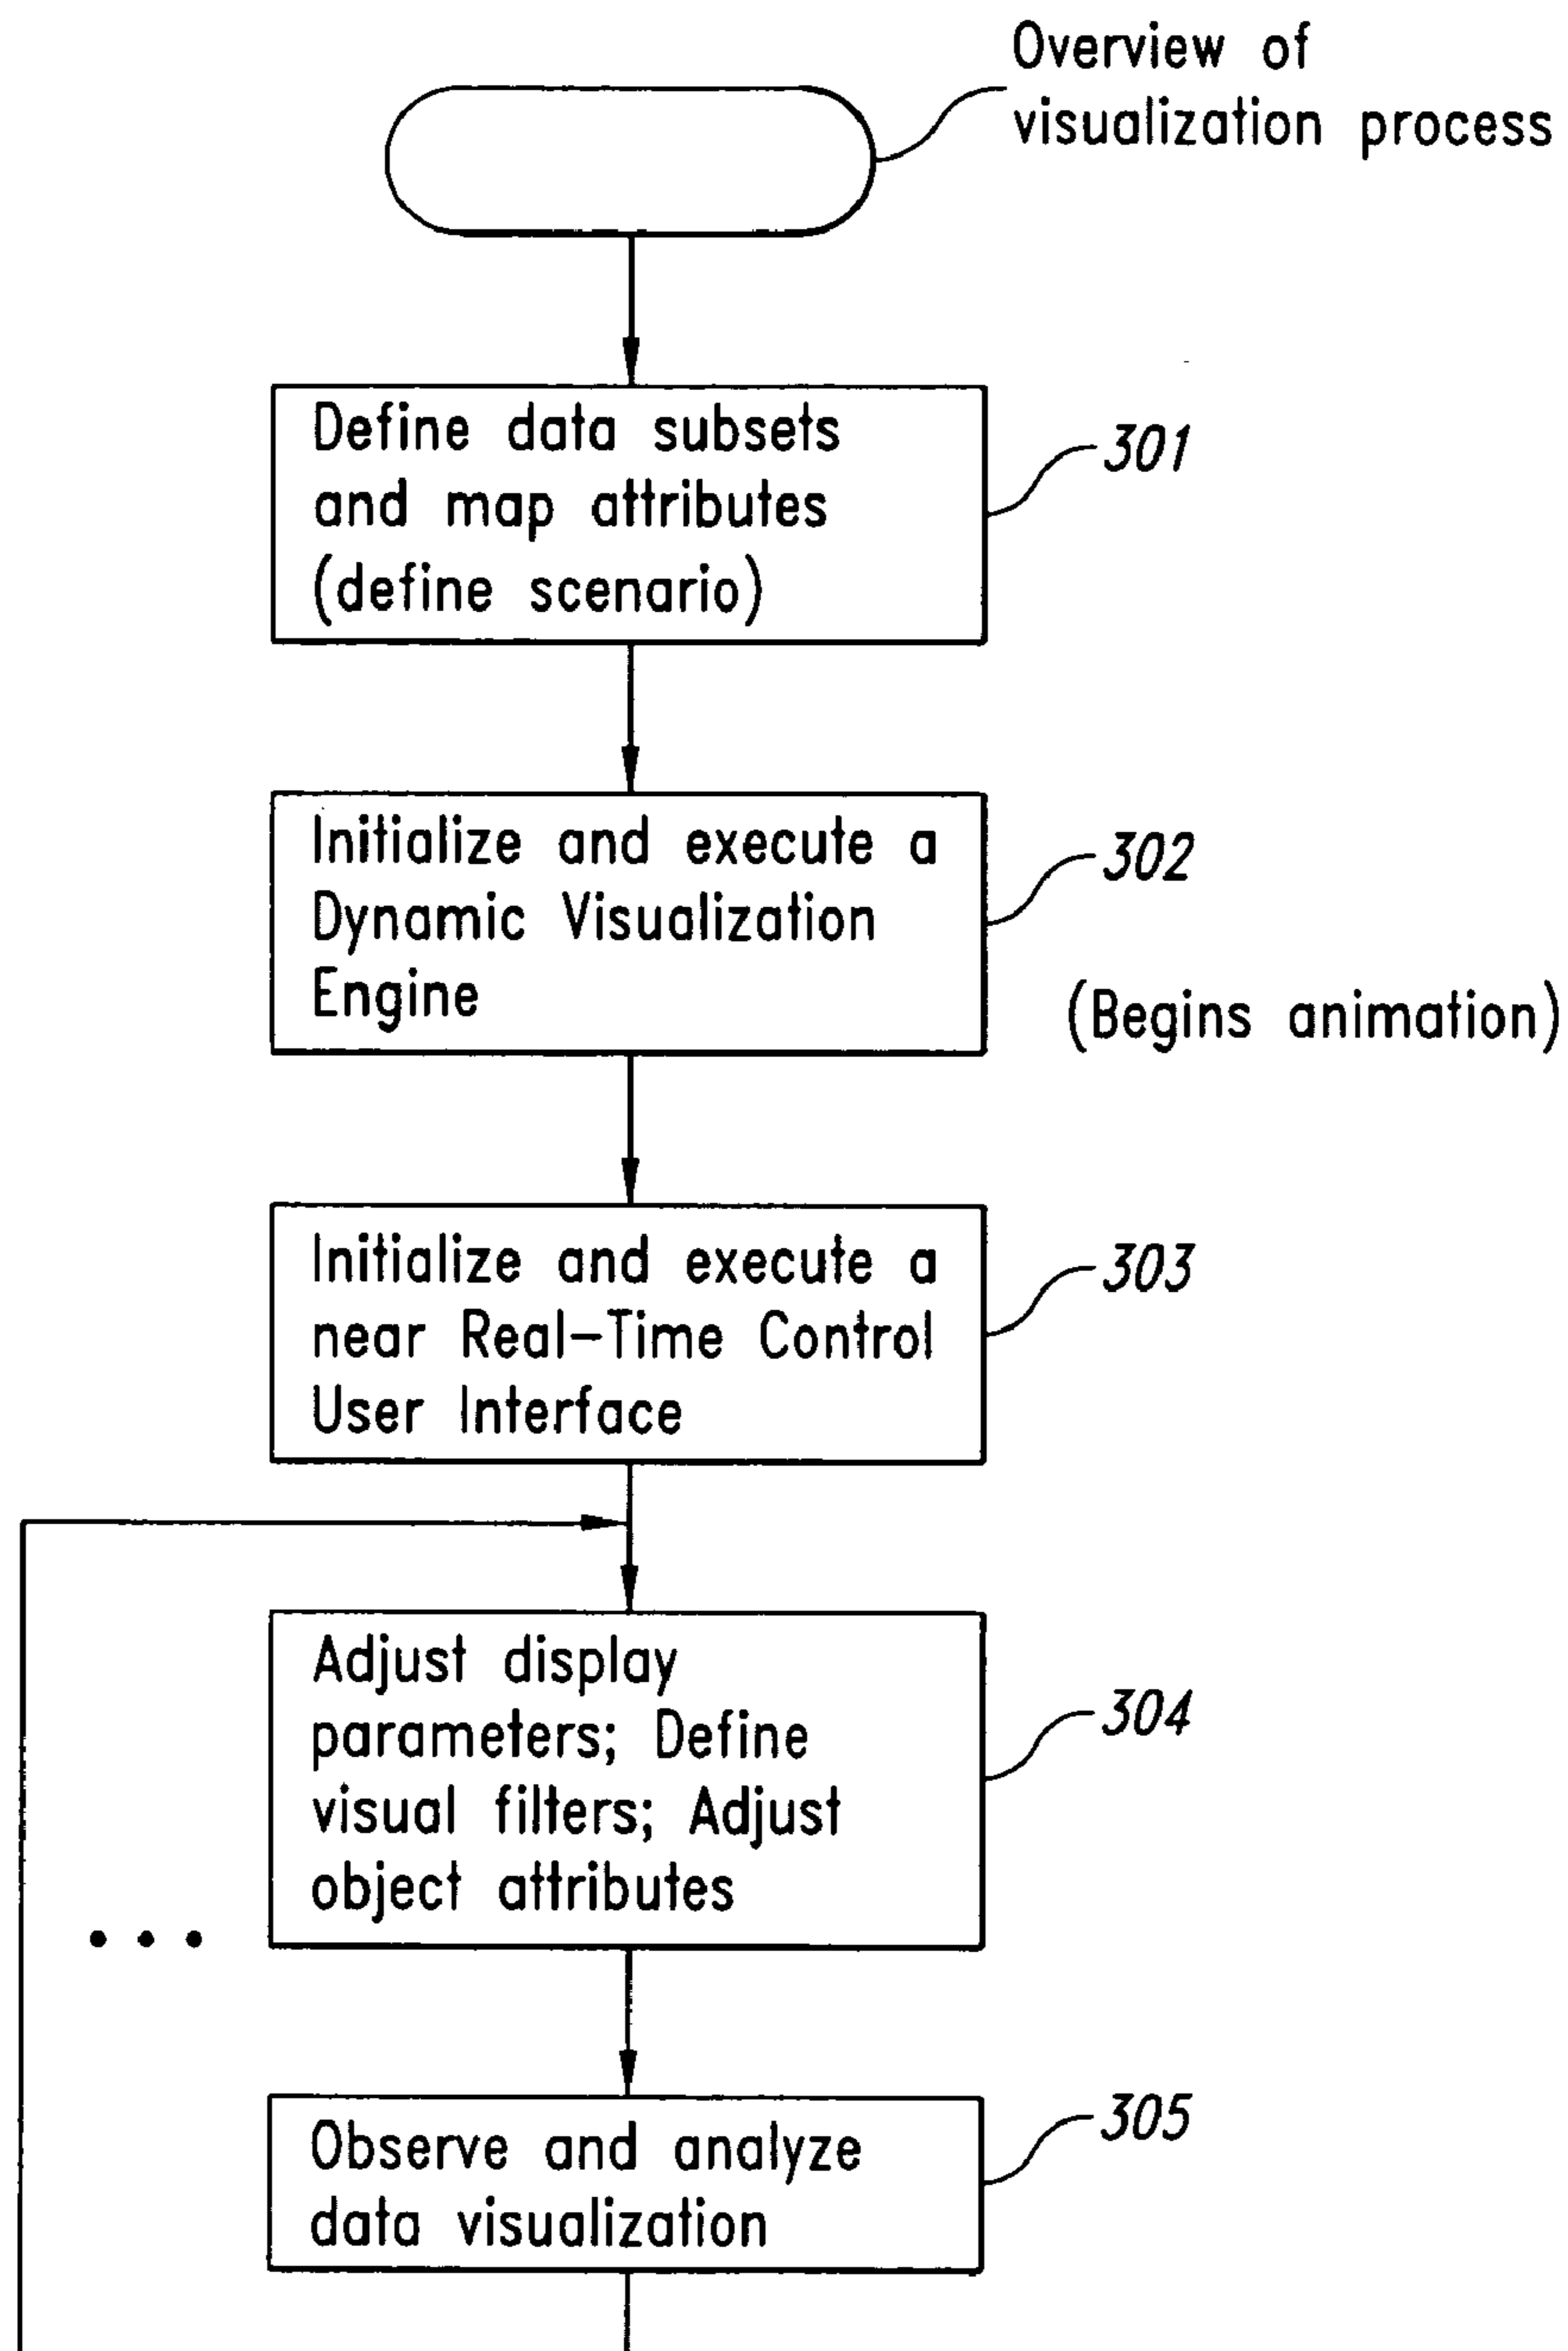 Overview of
visualization process
Define data subsets
and map attributes
(define scenario)
301
Initialize and execute a
Dynamic Visualization
Engine
302
(Begins animation)
Initialize and execute a
near Real-Time Control
User Interface
303
Adjust display
parameters; Define
visual filters; Adjust
object attributes
304
• • •
Observe and analyze
data visualization
305